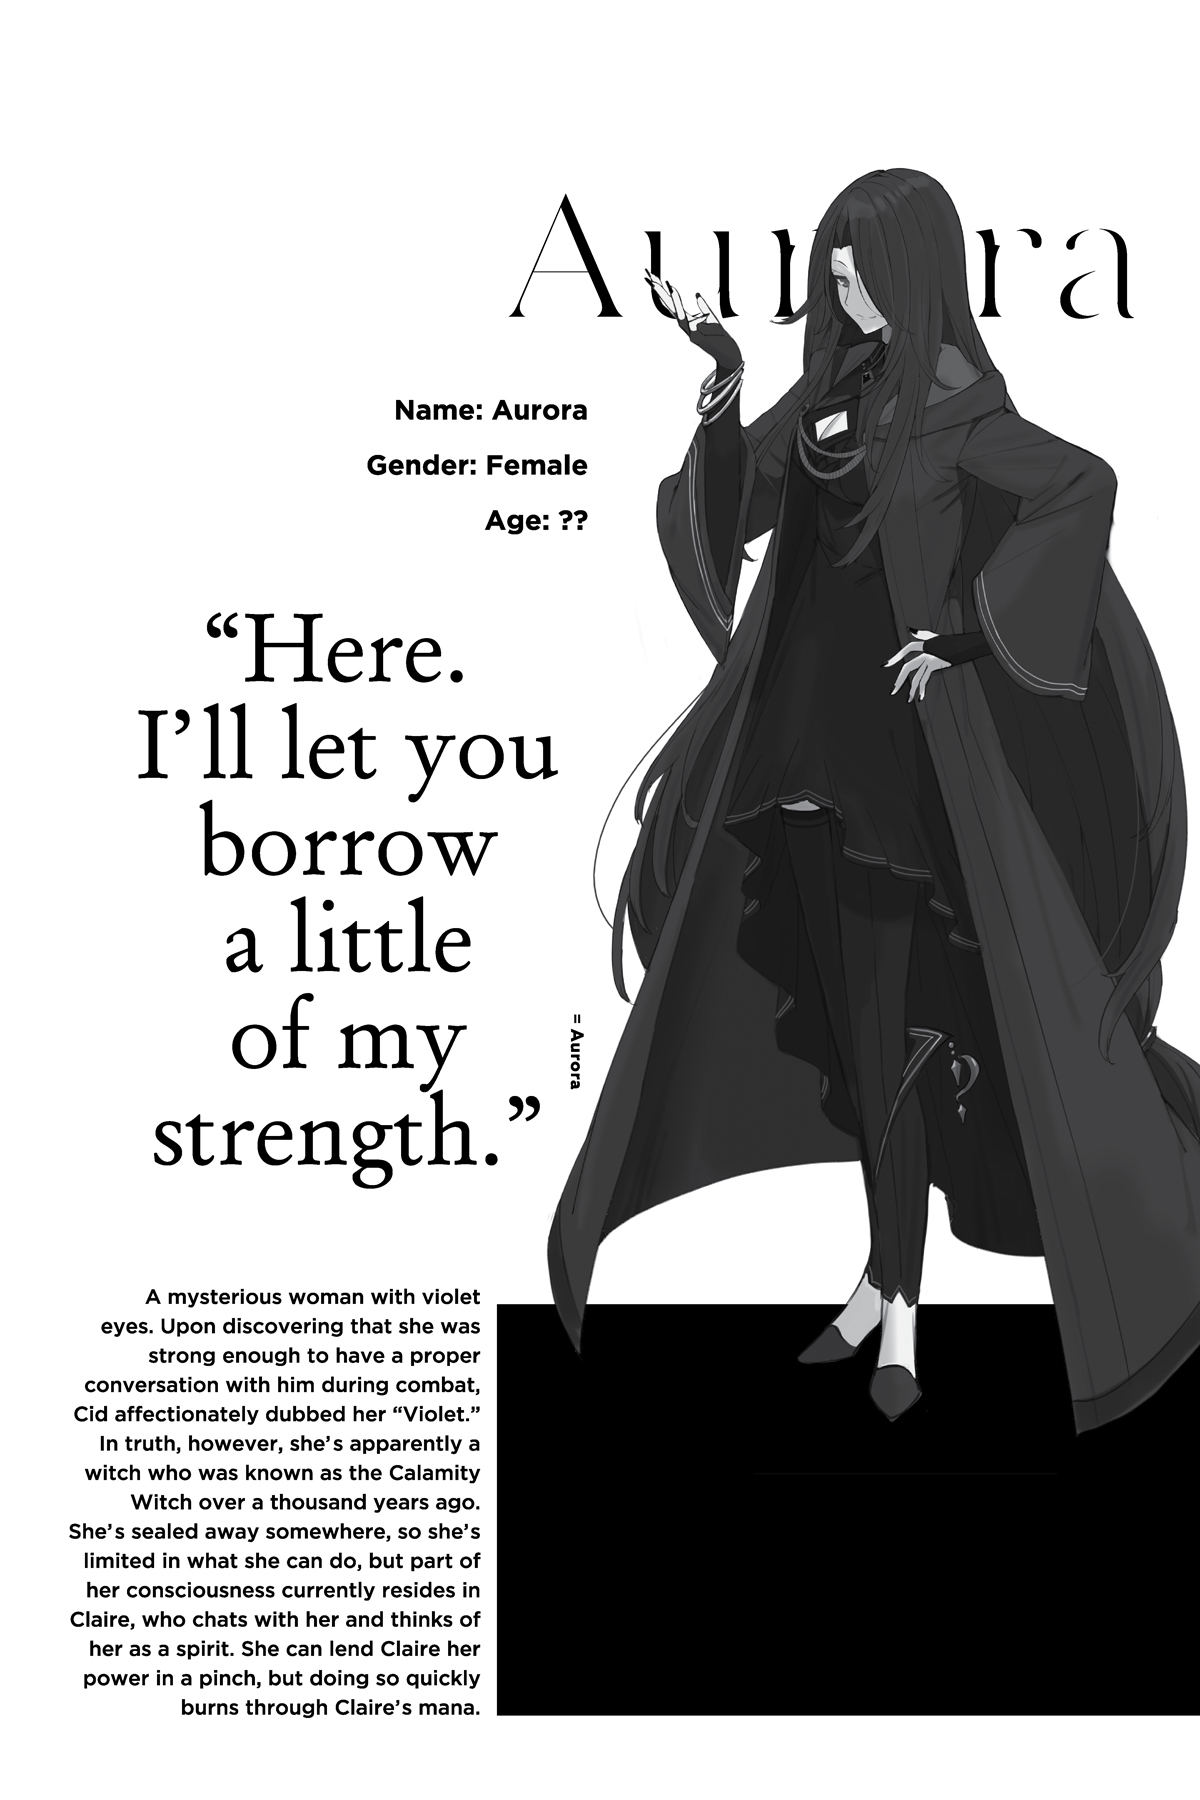 Aurora
Name: Aurora
Gender: Female
Age: ??
“Here.
I’ll let you
borrow
a little
of my
strength.”
= Aurora
A mysterious woman with violet
eyes. Upon discovering that she was
strong enough to have a proper
conversation with him during combat,
Cid affectionately dubbed her “Violet.”
In truth, however, she’s apparently a
witch who was known as the Calamity
Witch over a thousand years ago.
She’s sealed away somewhere, so she’s
limited in what she can do, but part of
her consciousness currently resides in
Claire, who chats with her and thinks of
her as a spirit. She can lend Claire her
power in a pinch, but doing so quickly
burns through Claire’s mana.